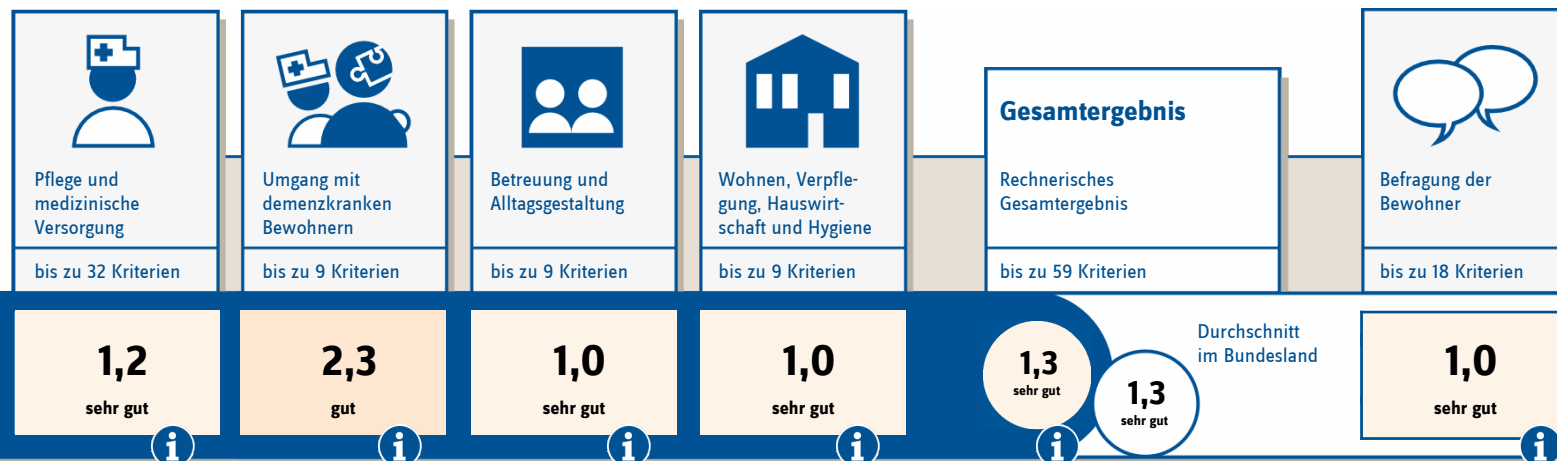 Pflege und
medizinische
Versorgung
bis zu 32 Kriterien
1,2
sehr gut
i
Umgang mit
demenzkranken
Bewohnern
bis zu 9 Kriterien
2,3
gut
i
Betreuung und
Alltagsgestaltung
bis zu 9 Kriterien
1,0
sehr gut
i
Wohnen, Verpfle-
gung, Hauswirt-
schaft und Hygiene
bis zu 9 Kriterien
1,0
sehr gut
i
Gesamtergebnis
Rechnerisches
Gesamtergebnis
bis zu 59 Kriterien
1,3
sehr gut
i
Durchschnitt
im Bundesland
1,3
sehr gut
Befragung der
Bewohner
bis zu 18 Kriterien
1,0
sehr gut
i